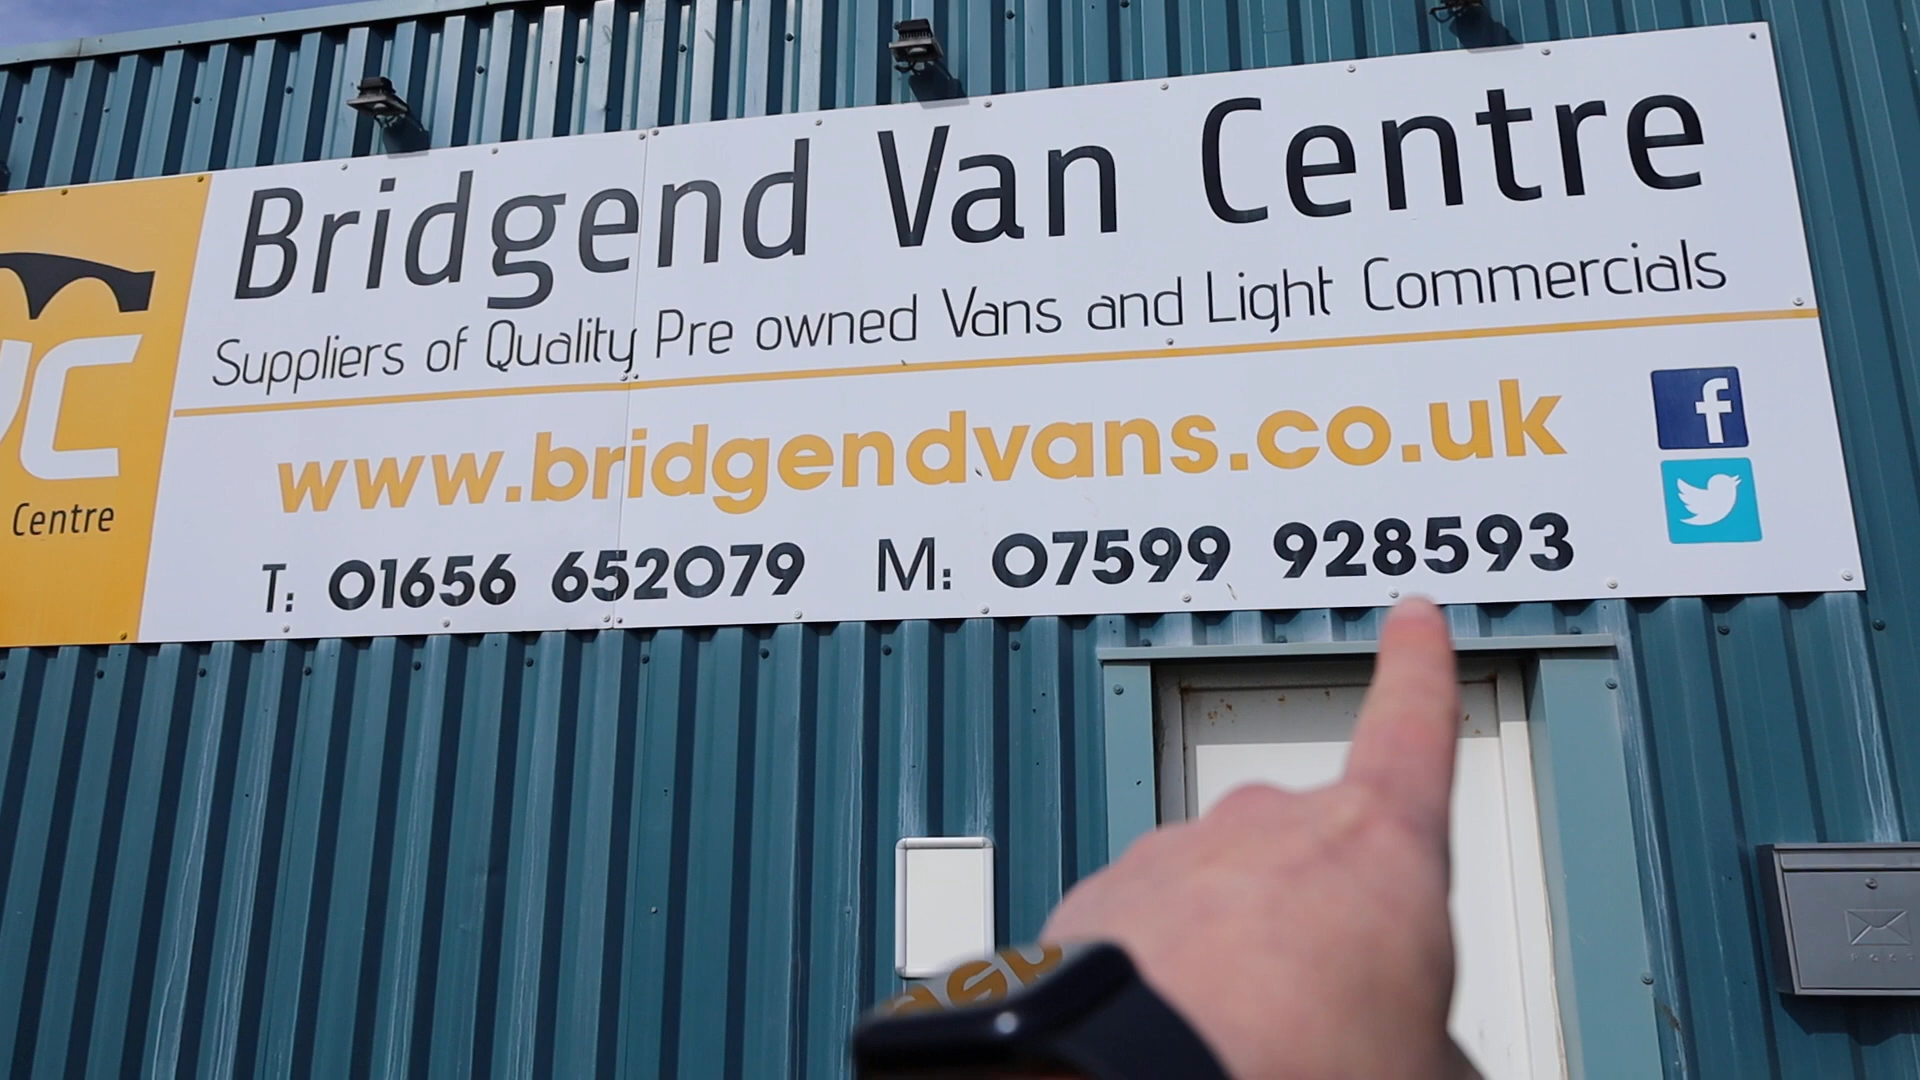 Bridgend Van Centre
Suppliers of Quality Pre owned Vans and Light Commercials
www.bridgendvans.co.uk
T: 01656 652079 M: 07599 928593
f
VC
Centre